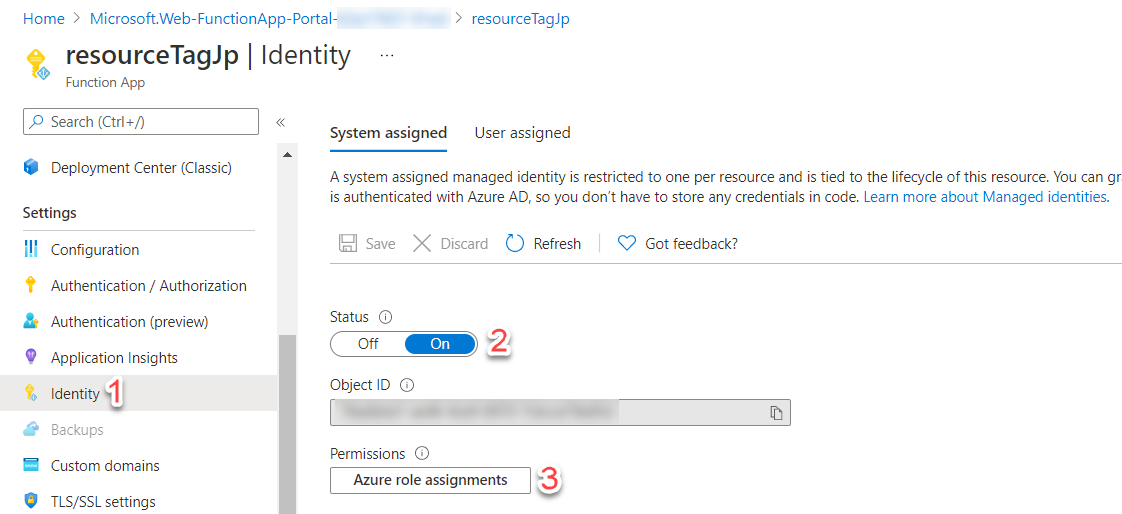 Home > Microsoft.Web-FunctionApp-Portal- > resourceTagJp
resourceTagJp | Identity ...
Function App
Search (Ctrl+/)
«
Deployment Center (Classic)
Settings
Configuration
Authentication / Authorization
Authentication (preview)
Application Insights
Identity 1
Backups
Custom domains
TLS/SSL settings
System assigned User assigned
A system assigned managed identity is restricted to one per resource and is tied to the lifecycle of this resource. You can gr
is authenticated with Azure AD, so you don't have to store any credentials in code. Learn more about Managed identities.
Save Discard Refresh Got feedback?
Status
Off On 2
Object ID
Permissions
Azure role assignments 3